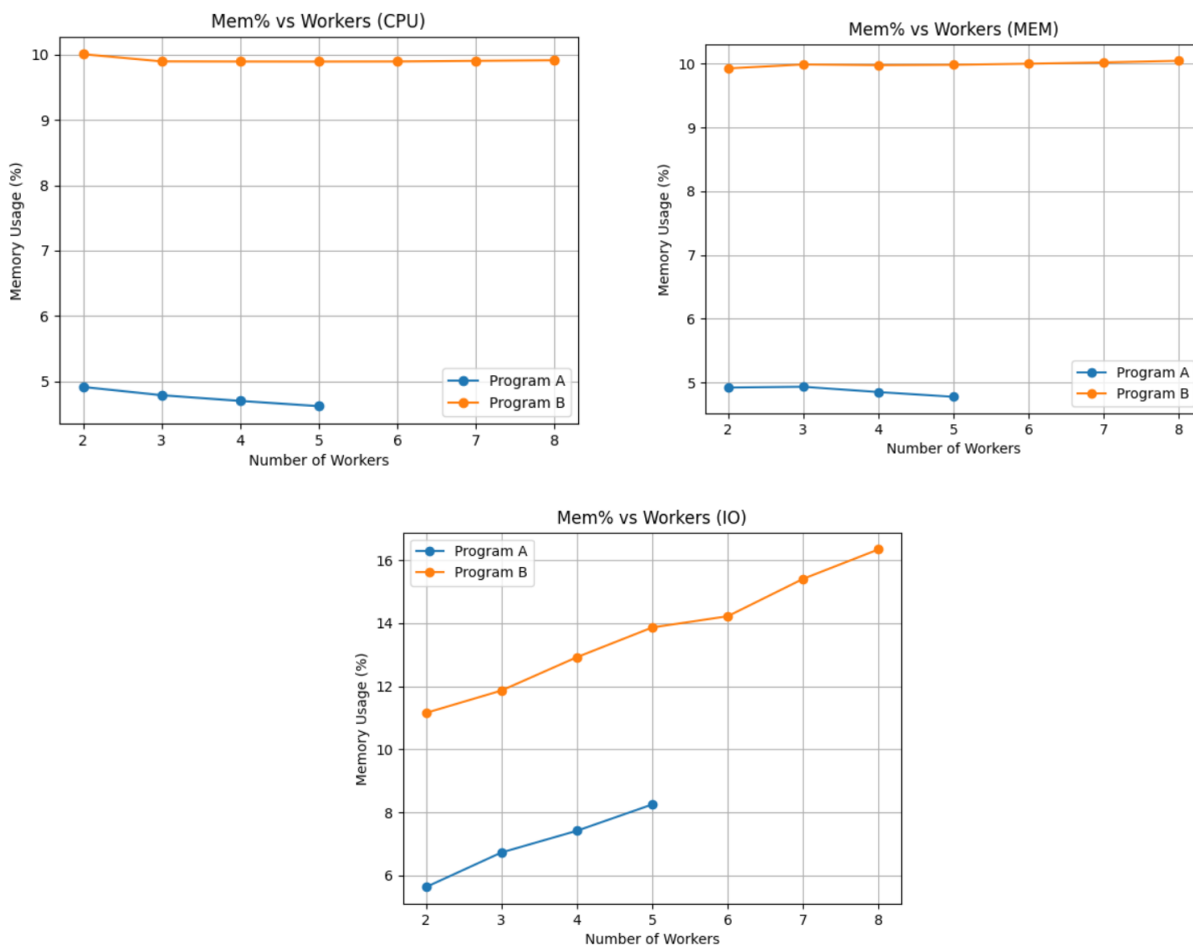 Mem% vs Workers (CPU)
10
9
8
7
6
5
Memory Usage (%)
Program A
Program B
2 3 4 5 6 7 8
Number of Workers
Mem% vs Workers (MEM)
10
9
8
7
6
5
Memory Usage (%)
Program A
Program B
2 3 4 5 6 7 8
Number of Workers
Mem% vs Workers (IO)
Program A
Program B
16
14
12
10
8
6
Memory Usage (%)
2 3 4 5 6 7 8
Number of Workers